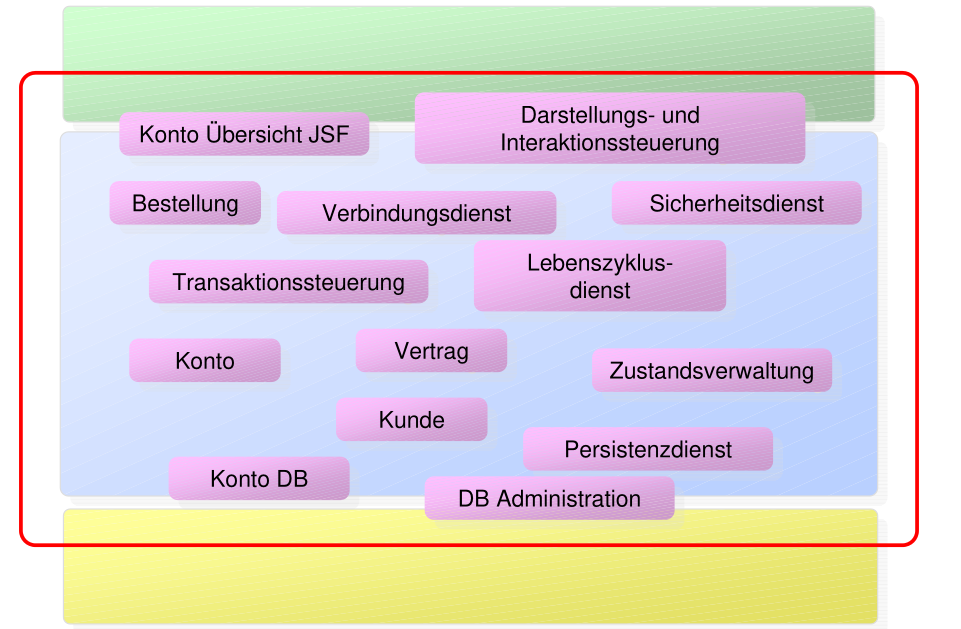 Konto Übersicht JSF
Darstellungs- und
Interaktionssteuerung
Bestellung
Verbindungsdienst
Sicherheitsdienst
Transaktionssteuerung
Lebenszyklus-
dienst
Konto
Vertrag
Zustandsverwaltung
Kunde
Persistenzdienst
Konto DB
DB Administration